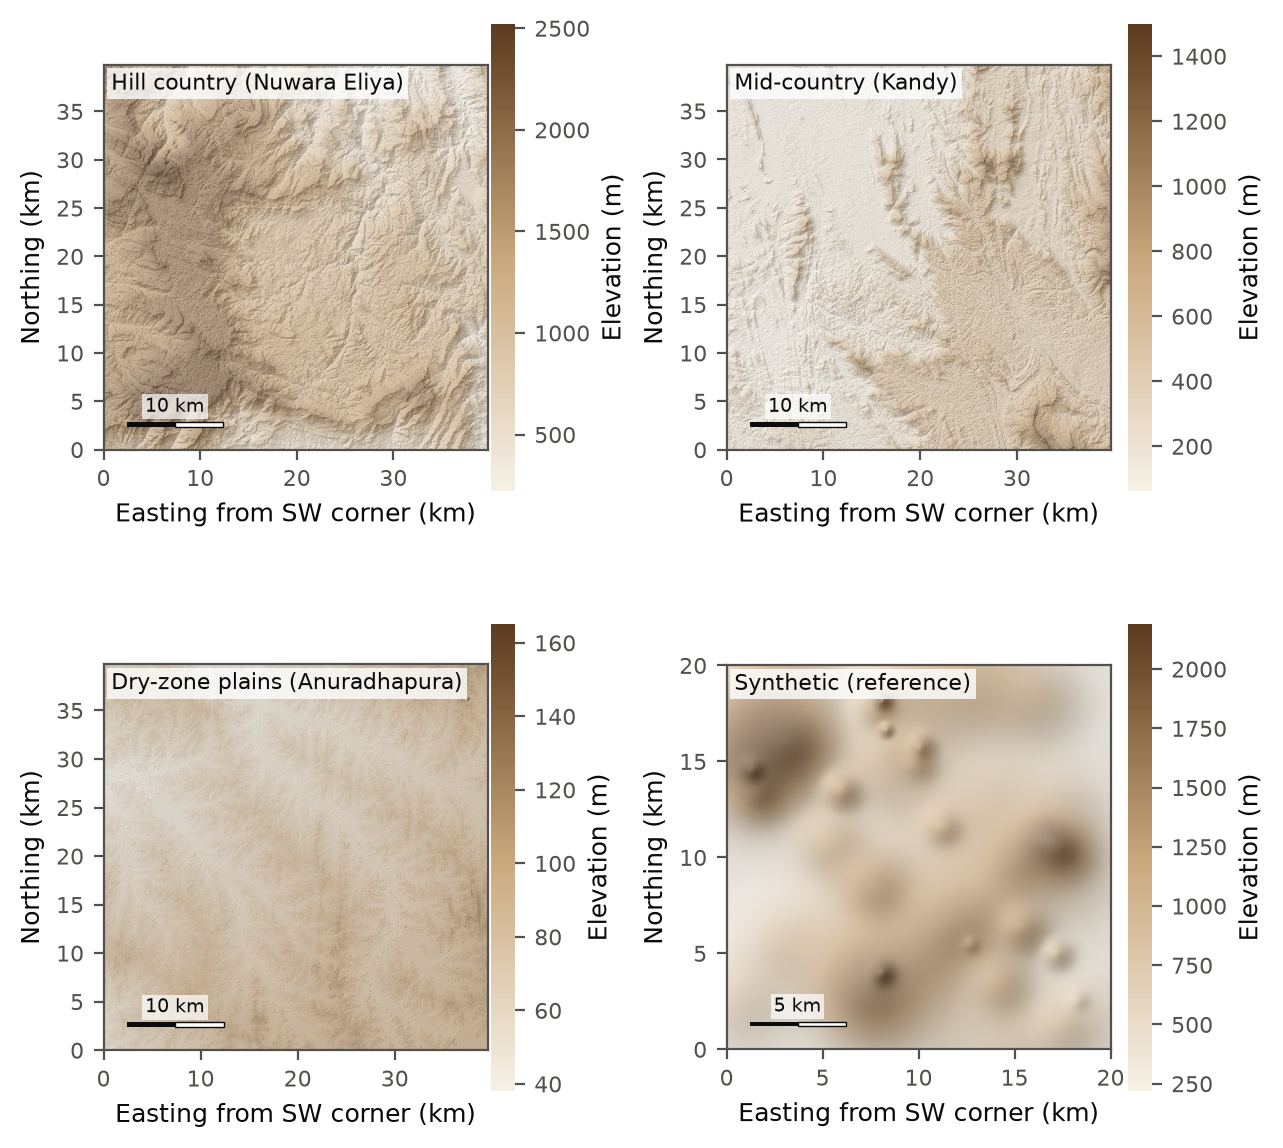 Hill country (Nuwara Eliya)
Northing (km)
35
30
25
20
15
10
5
0
10 km
0 10 20 30
Easting from SW corner (km)
2500
2000
1500
1000
500
Elevation (m)
Mid-country (Kandy)
Northing (km)
35
30
25
20
15
10
5
0
10 km
0 10 20 30
Easting from SW corner (km)
1400
1200
1000
800
600
400
200
Elevation (m)
Dry-zone plains (Anuradhapura)
Northing (km)
35
30
25
20
15
10
5
0
10 km
0 10 20 30
Easting from SW corner (km)
160
140
120
100
80
60
40
Elevation (m)
Synthetic (reference)
Northing (km)
20
15
10
5
0
5 km
0 5 10 15 20
Easting from SW corner (km)
2000
1750
1500
1250
1000
750
500
250
Elevation (m)